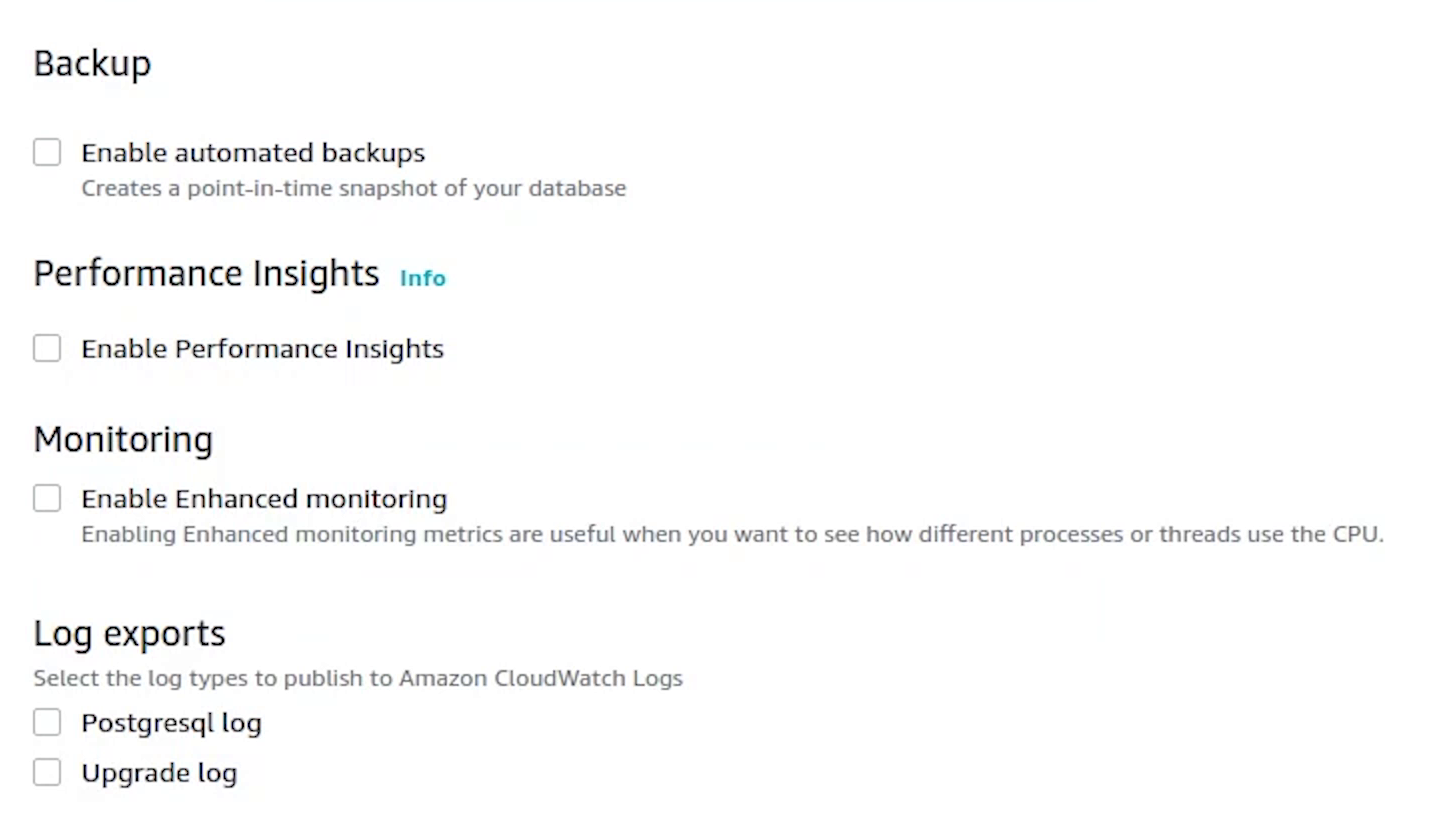 Backup
Enable automated backups
Creates a point-in-time snapshot of your database
Performance Insights Info
Enable Performance Insights
Monitoring
Enable Enhanced monitoring
Enabling Enhanced monitoring metrics are useful when you want to see how different processes or threads use the CPU.
Log exports
Select the log types to publish to Amazon CloudWatch Logs
Postgresql log
Upgrade log